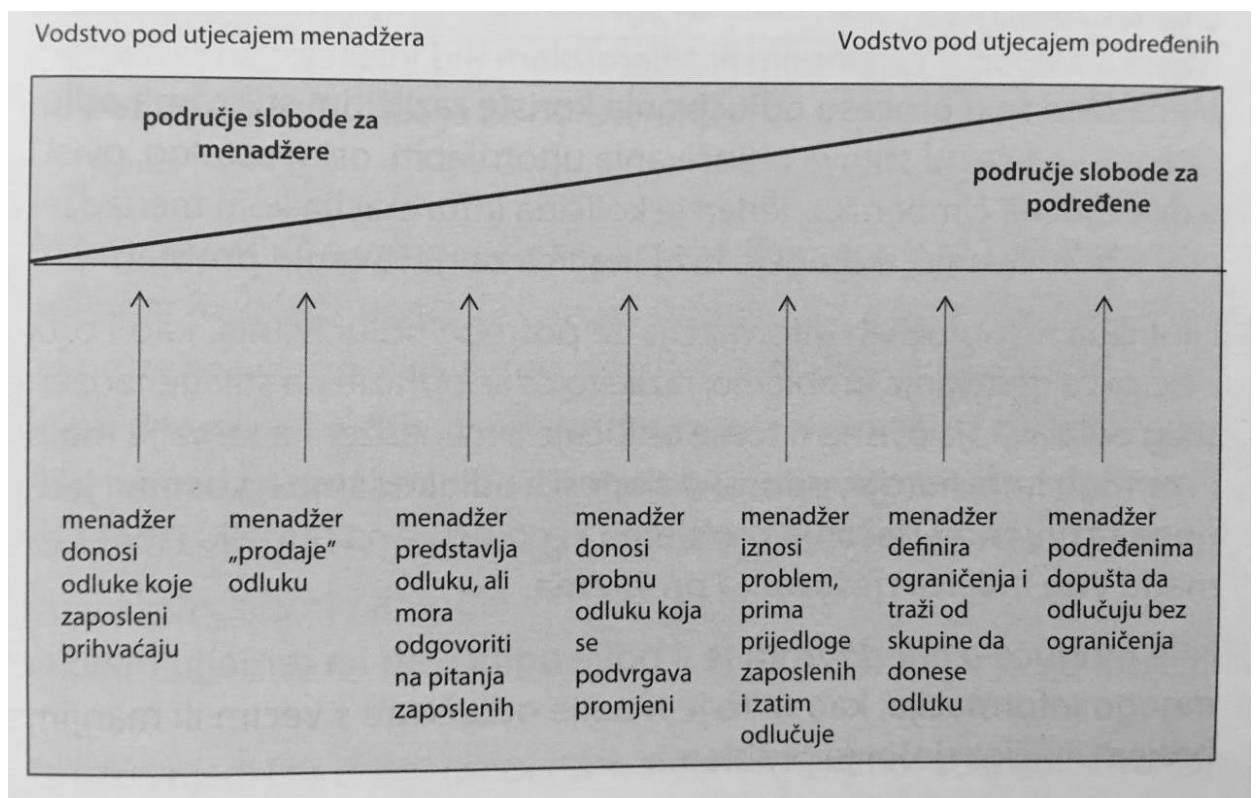 Vodstvo pod utjecajem menadžera
Vodstvo pod utjecajem podređenih
područje slobode za
menadžere
područje slobode za
podređene
menadžer
donosi
odluke koje
zaposleni
prihvaćaju
menadžer
„prodaje”
odluku
menadžer
predstavlja
odluku, ali
mora
odgovoriti
na pitanja
zaposlenih
menadžer
donosi
probnu
odluku koja
se
podvrgava
promjeni
menadžer
iznosi
problem,
prima
prijedloge
zaposlenih
i zatim
odlučuje
menadžer
definira
ograničenja i
traži od
skupine da
donese
odluku
menadžer
podređenima
dopušta da
odlučuju bez
ograničenja